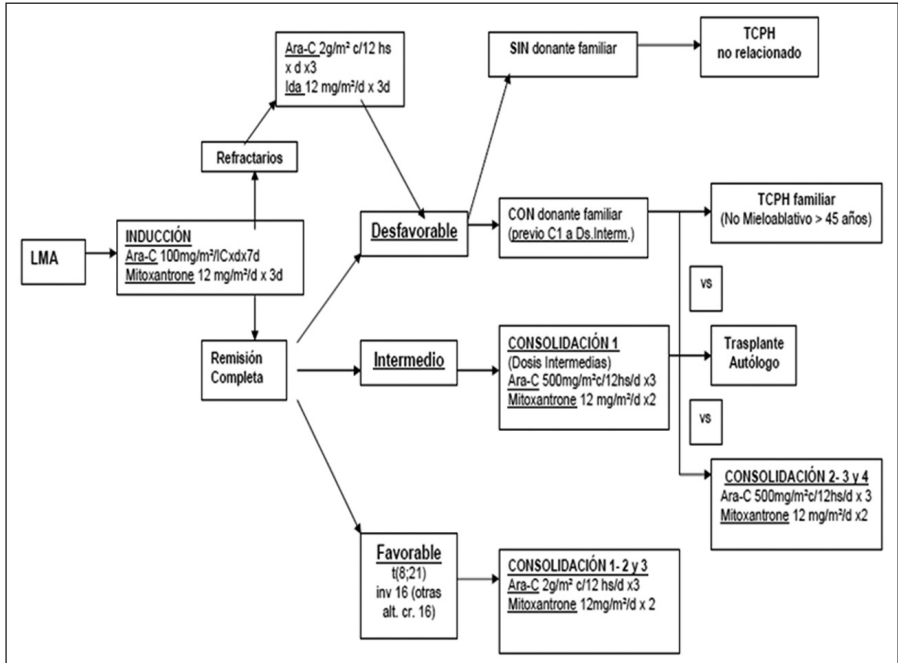 Ara-C 2g/m² c/12 hs
x d x3
Ida 12 mg/m²/d x 3d
SIN donante familiar
TCPH
no relacionado
Refractarios
LMA
INDUCCIÓN
Ara-C 100mg/m²/ICxdx7d
Mitoxantrone 12 mg/m²/d x 3d
Desfavorable
CON donante familiar
(previo C1 a Ds.Interm.)
TCPH familiar
(No Mieloablativo > 45 años)
vs
Remisión
Completa
Intermedio
CONSOLIDACIÓN 1
(Dosis Intermedias)
Ara-C 500mg/m²c/12hs/d x3
Mitoxantrone 12 mg/m²/d x2
Trasplante
Autólogo
vs
CONSOLIDACIÓN 2- 3 y 4
Ara-C 500mg/m²c/12hs/d x 3
Mitoxantrone 12 mg/m²/d x2
Favorable
t(8;21)
inv 16 (otras
alt. cr. 16)
CONSOLIDACIÓN 1- 2 y 3
Ara-C 2g/m² c/12 hs/d x3
Mitoxantrone 12mg/m²/d x 2